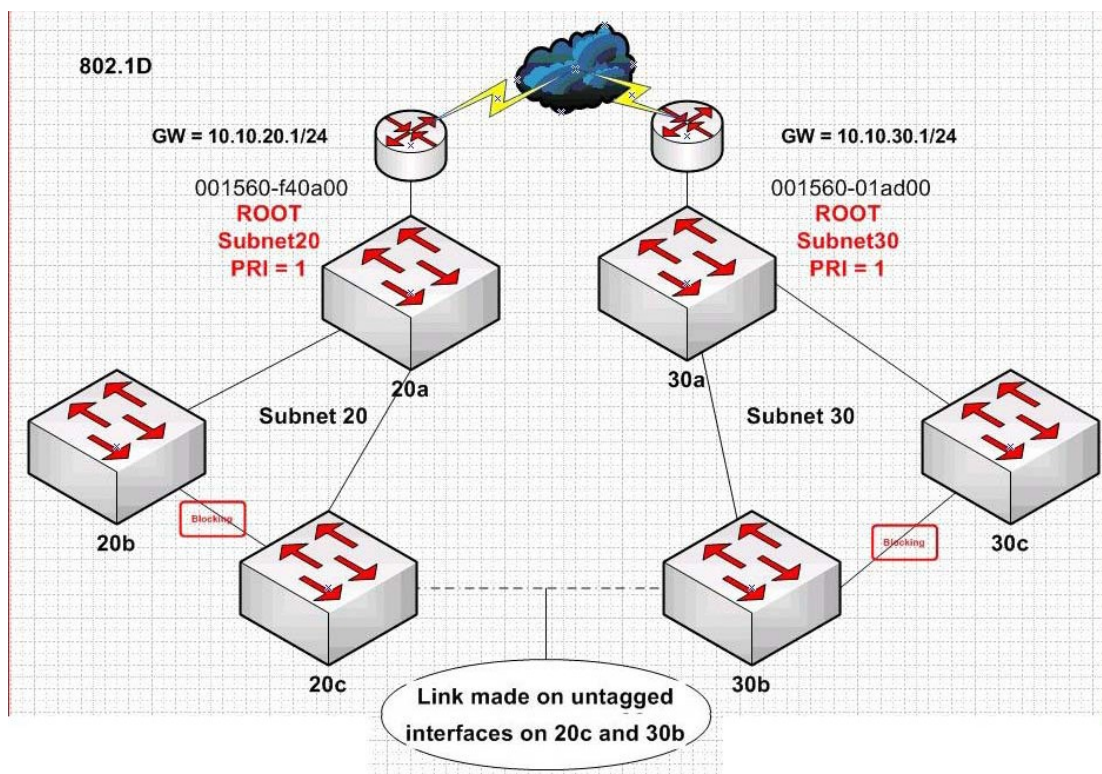 802.1D
GW = 10.10.20.1/24
GW = 10.10.30.1/24
001560-f40a00
ROOT
Subnet20
PRI = 1
001560-01ad00
ROOT
Subnet30
PRI = 1
20a
30a
Subnet 20
Subnet 30
Blocking
Blocking
20b
30c
20c
30b
Link made on untagged
interfaces on 20c and 30b